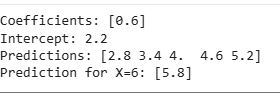 Coefficients: [0.6]
Intercept: 2.2
Predictions: [2.8 3.4 4.  4.6 5.2]
Prediction for X=6: [5.8]